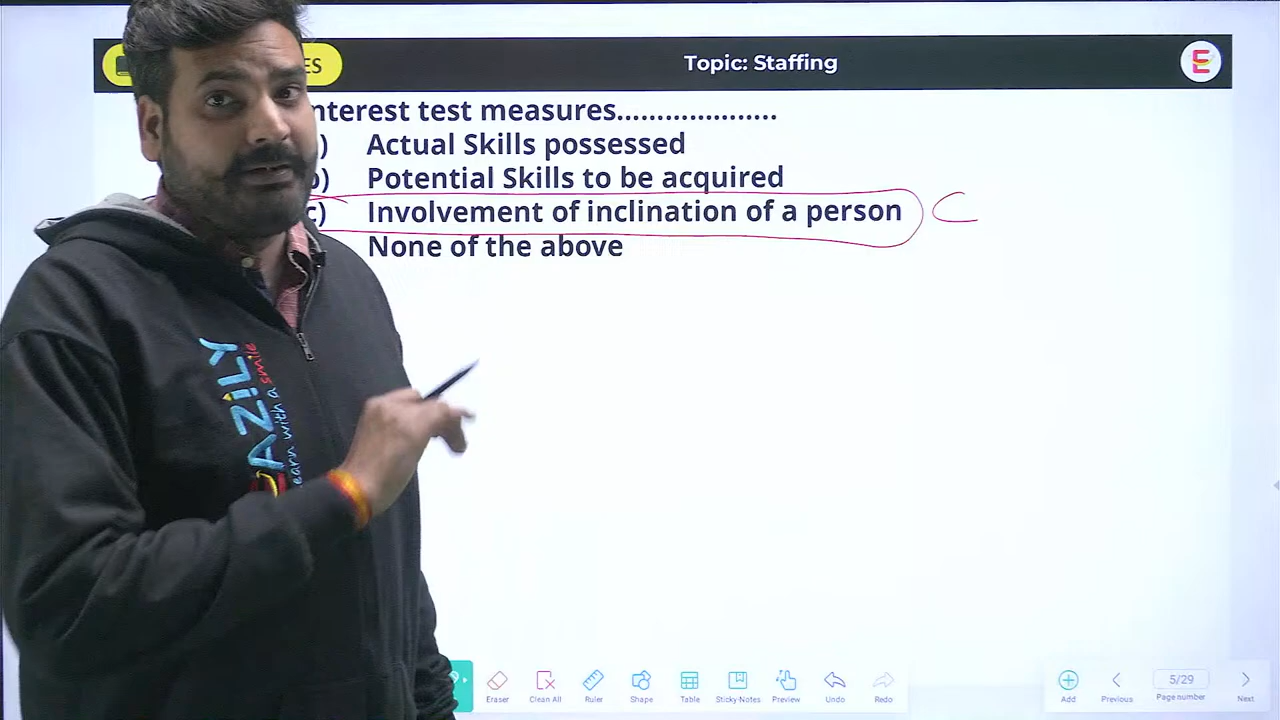 Topic: Staffing
nterest test measures....................
Actual Skills possessed
Potential Skills to be acquired
c) Involvement of inclination of a person C
None of the above
AZiLY
earn with a smile
Eraser Clean All Ruler Shape Table Sticky-Notes Preview Undo Redo Add Previous 5/29 Page number Next